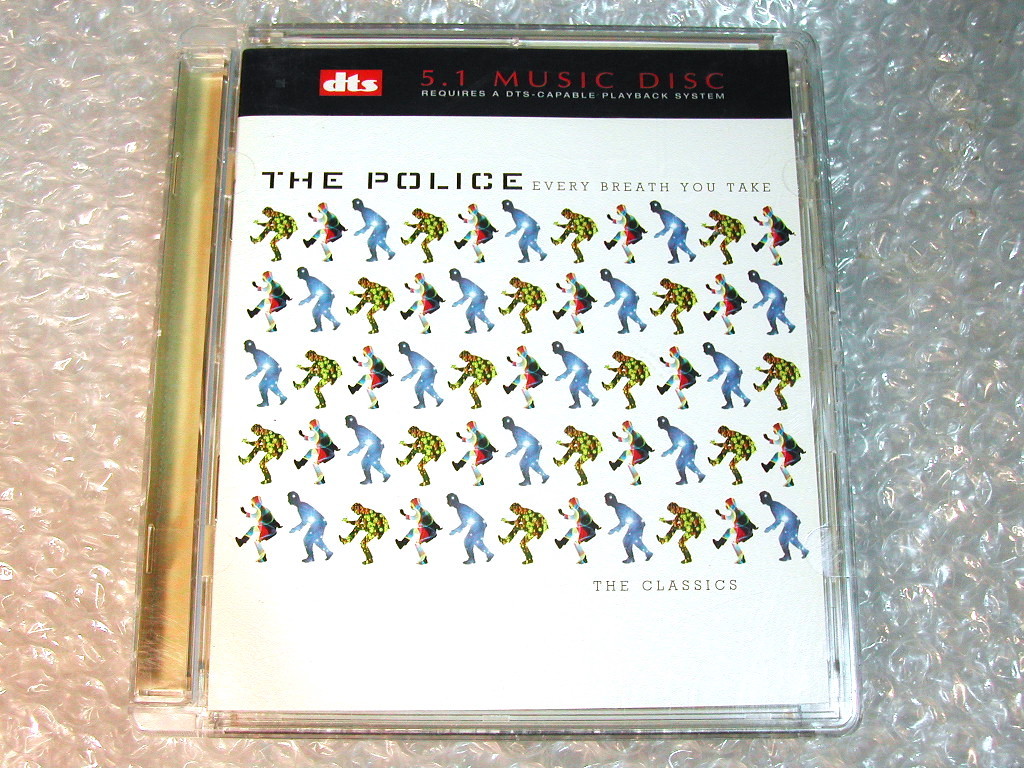 dts 5.1 MUSIC DISC
REQUIRES A DTS-CAPABLE PLAYBACK SYSTEM
THE POLICE EVERY BREATH YOU TAKE
THE CLASSICS